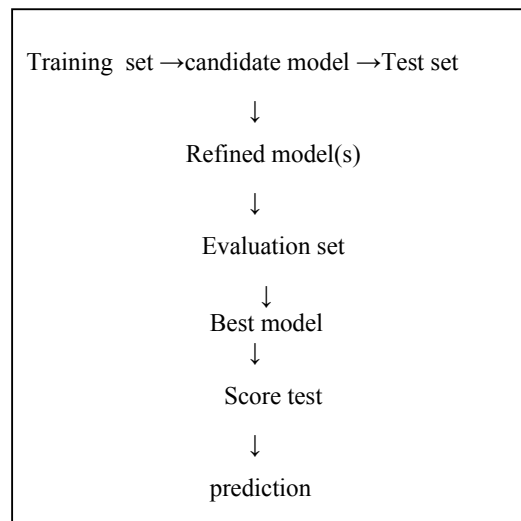 Training set →candidate model →Test set
↓
Refined model(s)
↓
Evaluation set
↓
Best model
↓
Score test
↓
prediction